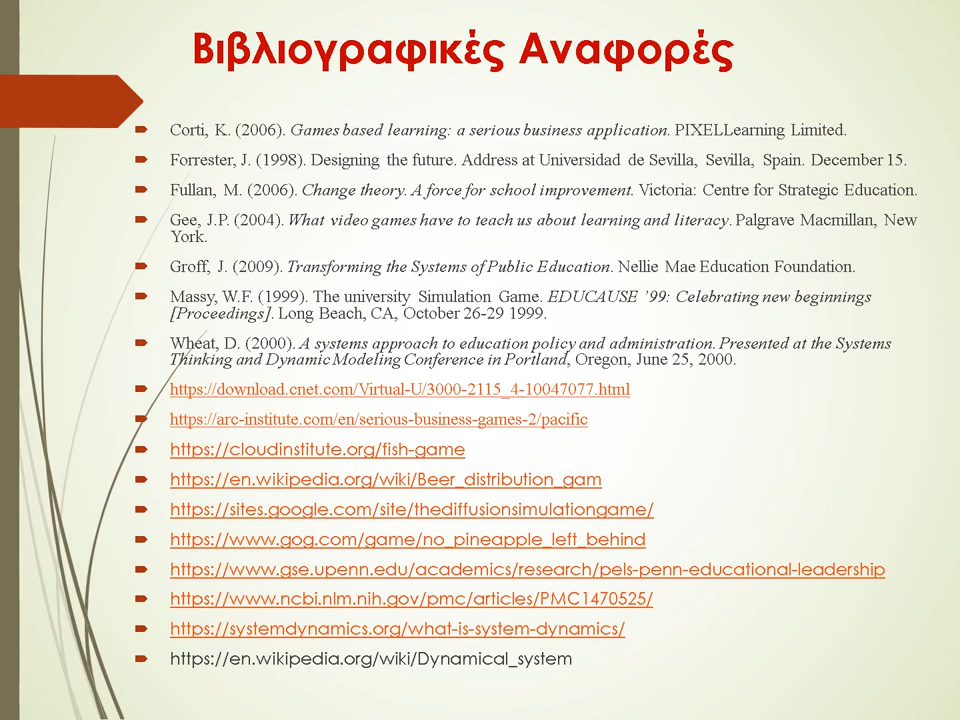 Βιβλιογραφικές Αναφορές
Corti, K. (2006). Games based learning: a serious business application. PIXELLearning Limited.
Forrester, J. (1998). Designing the future. Address at Universidad de Sevilla, Sevilla, Spain. December 15.
Fullan, M. (2006). Change theory. A force for school improvement. Victoria: Centre for Strategic Education.
Gee, J.P. (2004). What video games have to teach us about learning and literacy. Palgrave Macmillan, New
York.
Groff, J. (2009). Transforming the Systems of Public Education. Nellie Mae Education Foundation.
Massy, W.F. (1999). The university Simulation Game. EDUCAUSE ’99: Celebrating new beginnings
[Proceedings]. Long Beach, CA, October 26-29 1999.
Wheat, D. (2000). A systems approach to education policy and administration. Presented at the Systems
Thinking and Dynamic Modeling Conference in Portland, Oregon, June 25, 2000.
https://download.cnet.com/Virtual-U/3000-2115_4-10047077.html
https://arc-institute.com/en/serious-business-games-2/pacific
https://cloudinstitute.org/fish-game
https://en.wikipedia.org/wiki/Beer_distribution_gam
https://sites.google.com/site/thediffusionsimulationgame/
https://www.gog.com/game/no_pineapple_left_behind
https://www.gse.upenn.edu/academics/research/pels-penn-educational-leadership
https://www.ncbi.nlm.nih.gov/pmc/articles/PMC1470525/
https://systemdynamics.org/what-is-system-dynamics/
https://en.wikipedia.org/wiki/Dynamical_system